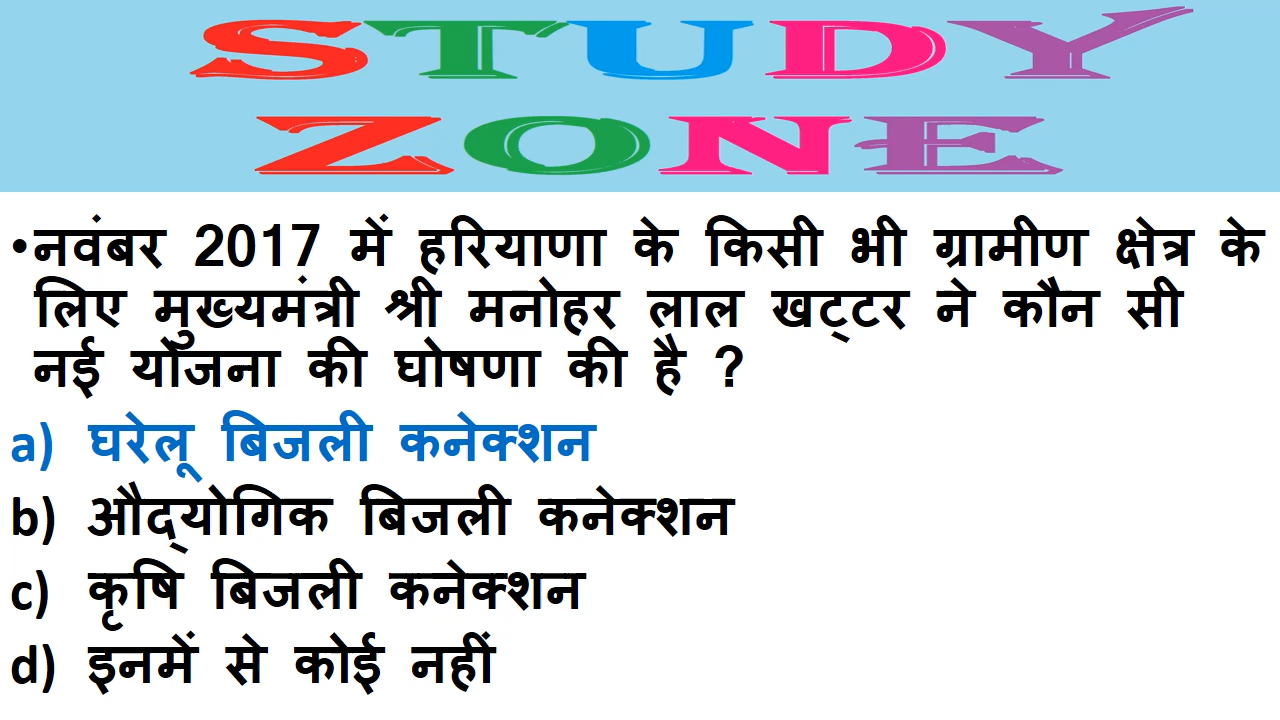 STUDY
ZONE
•नवंबर 2017 में हरियाणा के किसी भी ग्रामीण क्षेत्र के
लिए मुख्यमंत्री श्री मनोहर लाल खट्टर ने कौन सी
नई योजना की घोषणा की है ?
a) घरेलू बिजली कनेक्शन
b) औद्योगिक बिजली कनेक्शन
c) कृषि बिजली कनेक्शन
d) इनमें से कोई नहीं